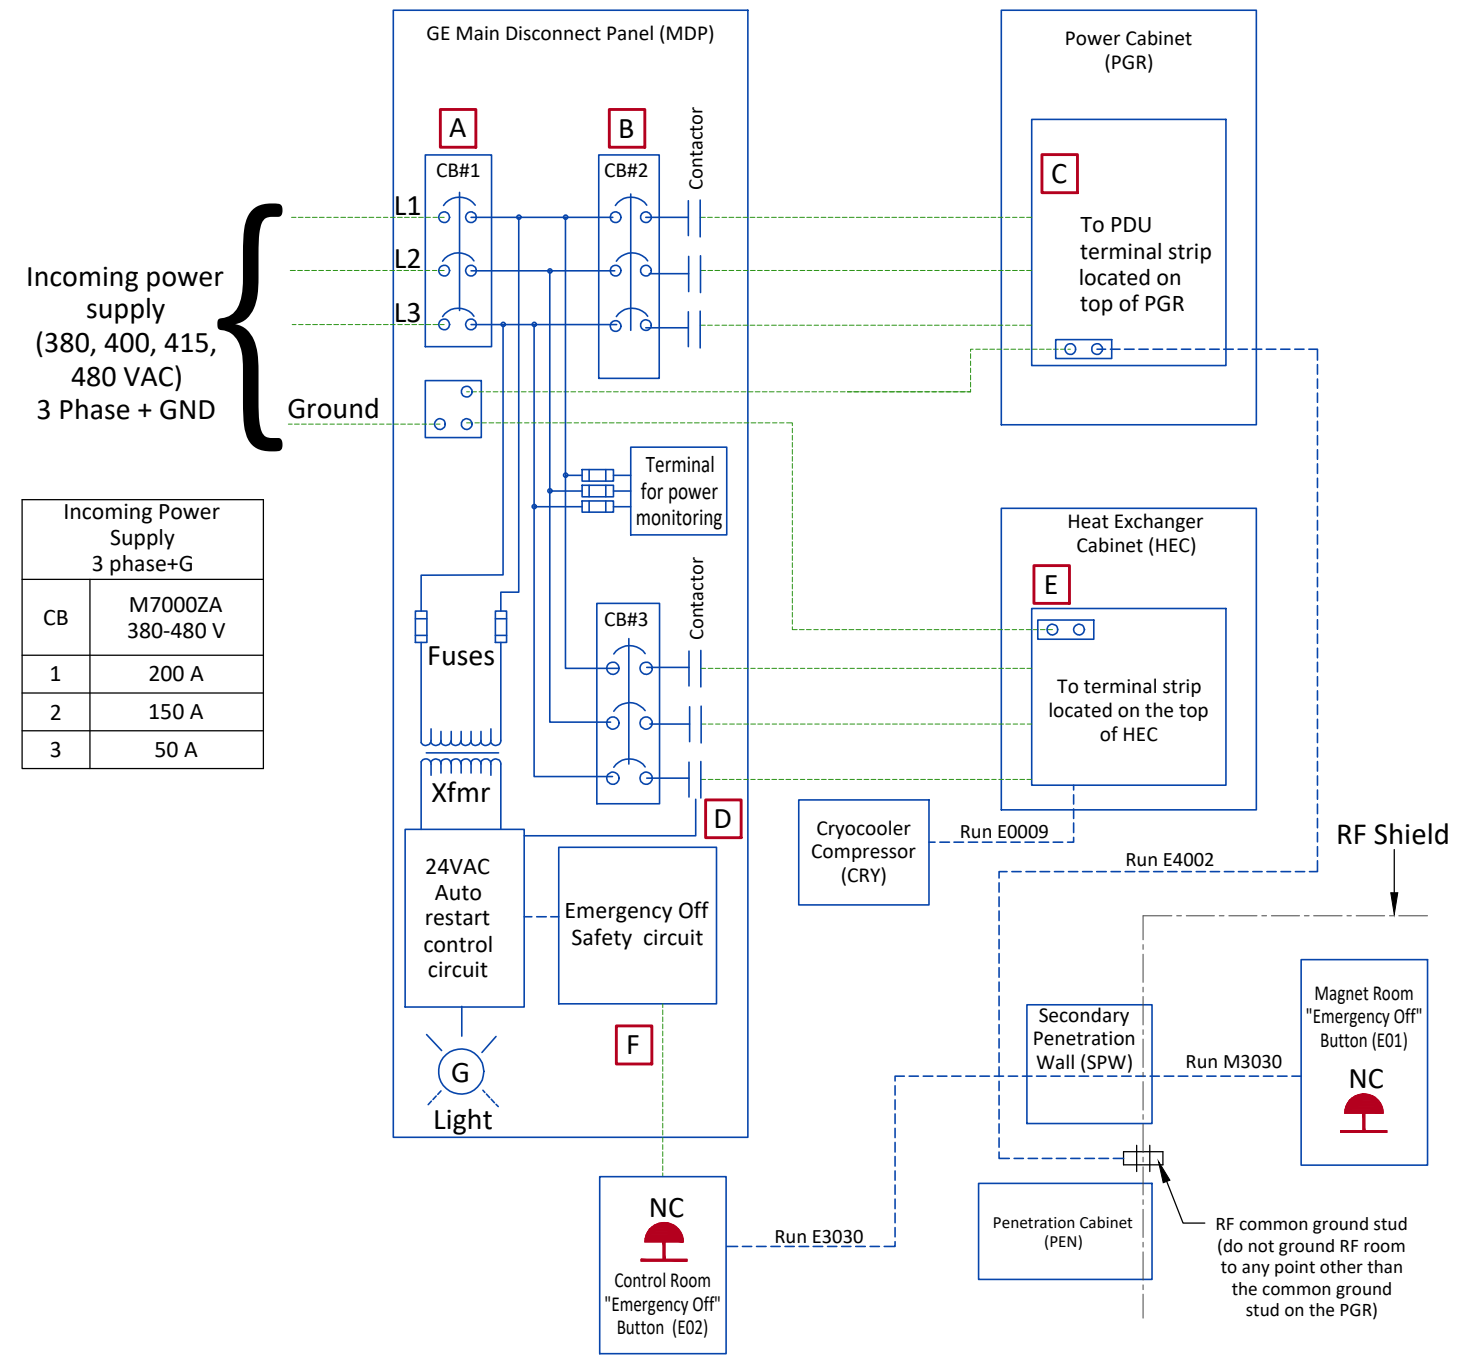 GE Main Disconnect Panel (MDP)
Power Cabinet
(PGR)
A
B
Contactor
CB#1
CB#2
C
L1
L2
L3
To PDU
terminal strip
located on
top of PGR
Incoming power
supply
(380, 400, 415,
480 VAC)
3 Phase + GND
Ground
Terminal
for power
monitoring
Incoming Power
Supply
3 phase+G
CB
M7000ZA
380-480 V
1
200 A
2
150 A
3
50 A
Heat Exchanger
Cabinet (HEC)
E
CB#3
Contactor
Fuses
To terminal strip
located on the top
of HEC
Xfmr
D
Cryocooler
Compressor
(CRY)
Run E0009
Run E4002
RF Shield
24VAC
Auto
restart
control
circuit
Emergency Off
Safety circuit
F
G
Light
Secondary
Penetration
Wall (SPW)
Run M3030
Magnet Room
"Emergency Off"
Button (E01)
NC
NC
Control Room
"Emergency Off"
Button (E02)
Run E3030
Penetration Cabinet
(PEN)
RF common ground stud
(do not ground RF room
to any point other than
the common ground
stud on the PGR)